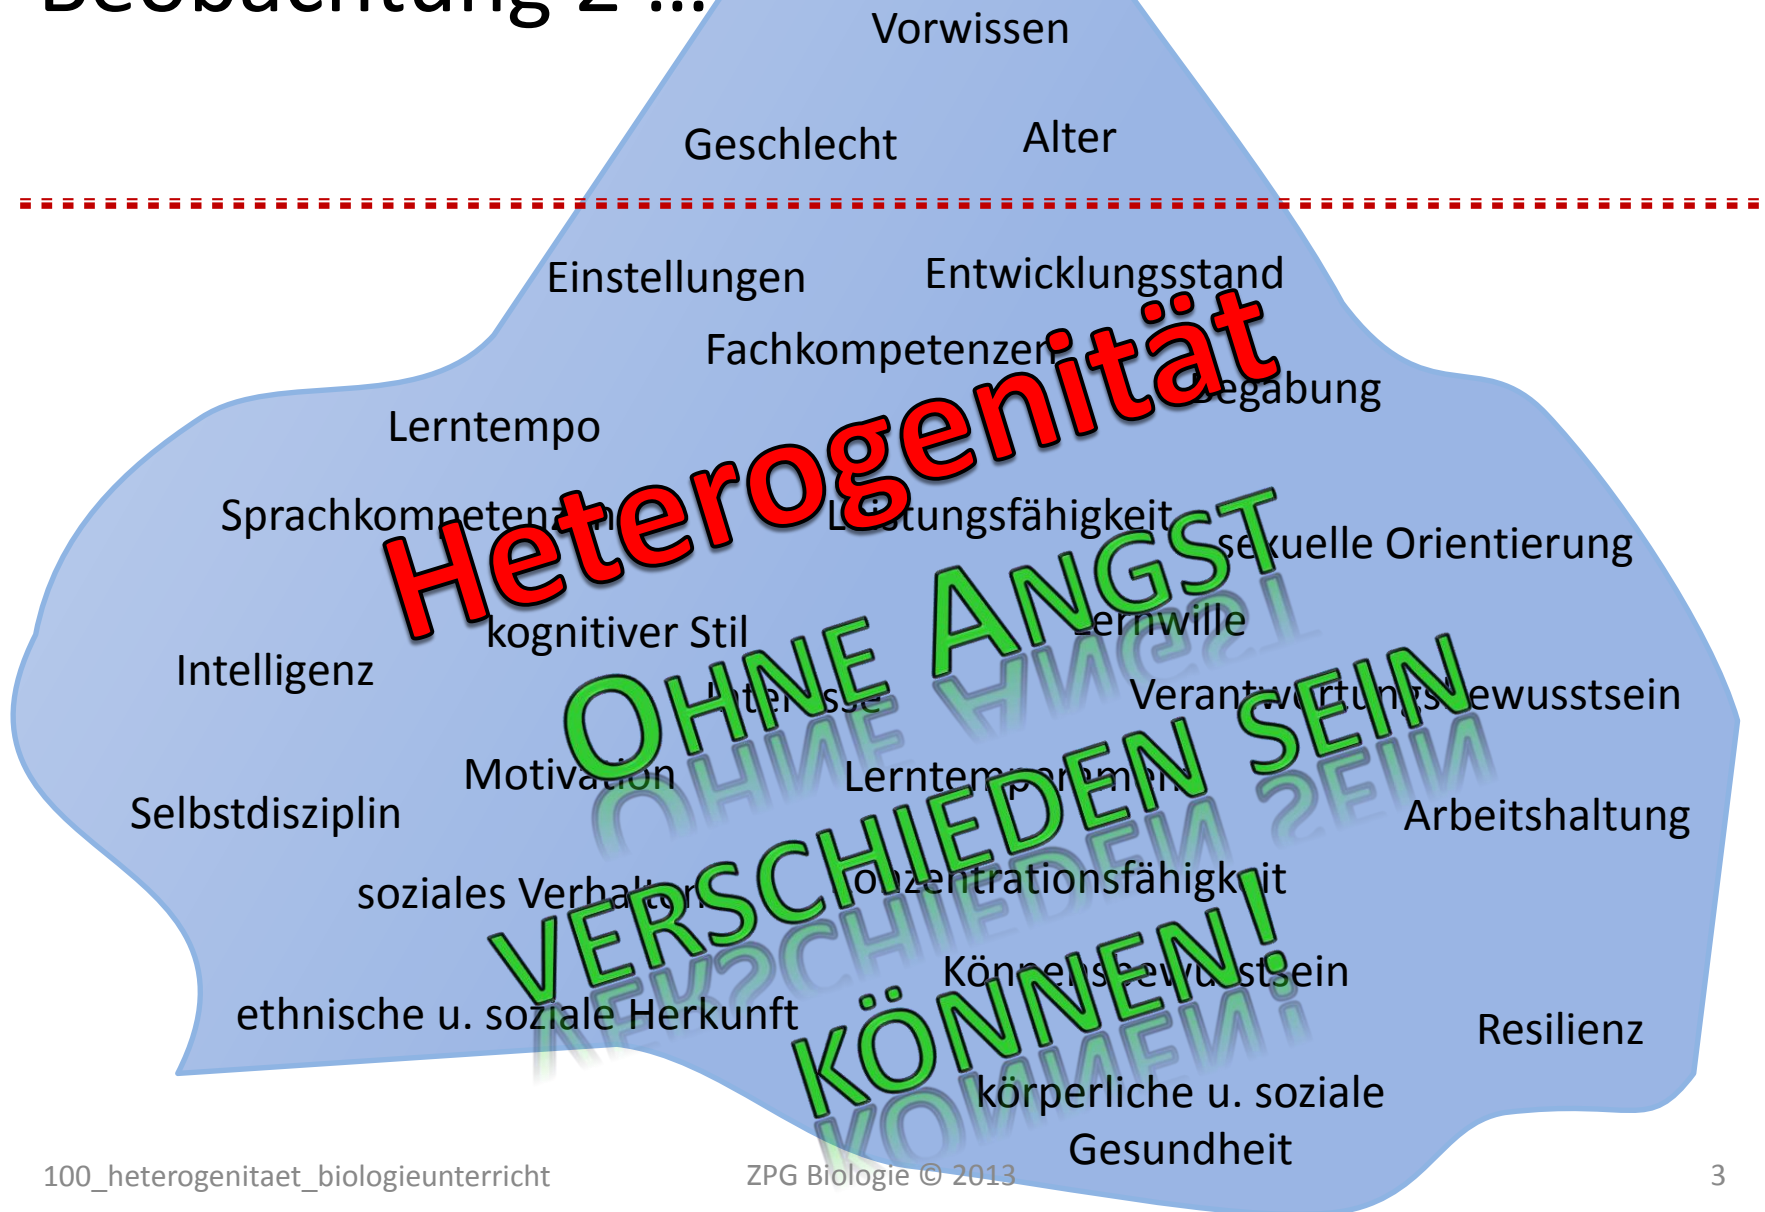 Beobachtung 2 ...
Vorwissen
Geschlecht
Alter
Einstellungen
Entwicklungsstand
Fachkompetenzen
Begabung
Heterogenität
Lerntempo
Sprachkompetenzen
Leistungsfähigkeit
sexuelle Orientierung
OHNE ANGST
kognitiver Stil
Lernwille
Intelligenz
Interesse
Verantwortungsbewusstsein
VERSCHIEDEN SEIN
Motivation
Lerntemperament
Selbstdisziplin
Arbeitshaltung
soziales Verhalten
Konzentrationsfähigkeit
KÖNNEN!
Könnensbewusstsein
ethnische u. soziale Herkunft
Resilienz
körperliche u. soziale
Gesundheit
100_heterogenitaet_biologieunterricht
ZPG Biologie © 2013
3